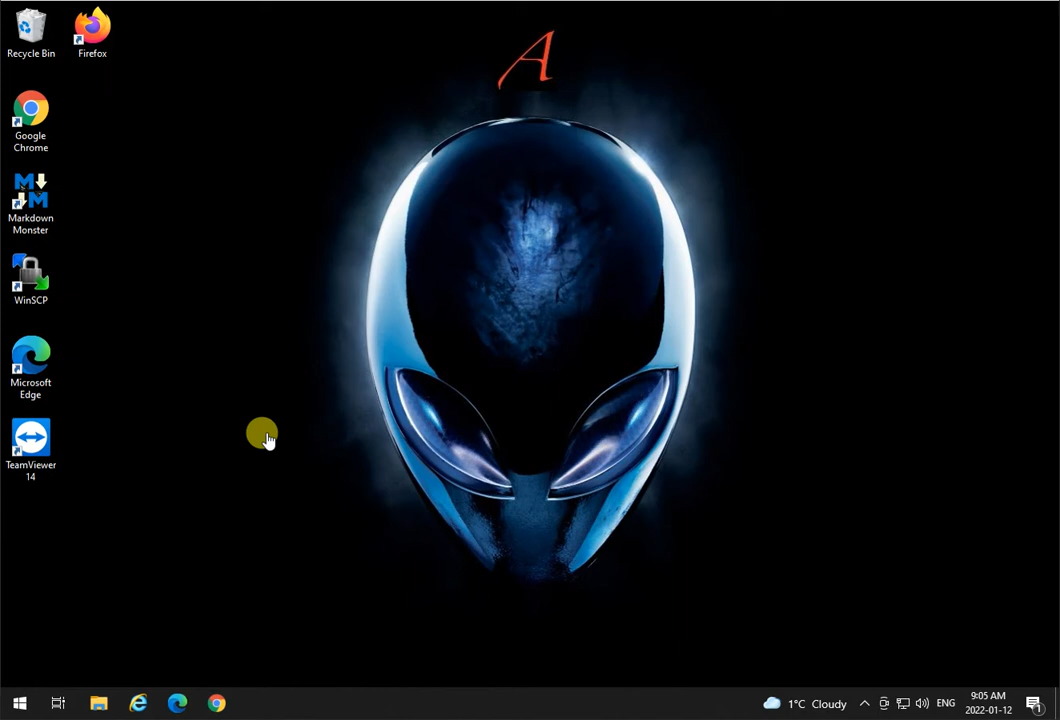 A
Recycle Bin
Firefox
Google
Chrome
Markdown
Monster
WinSCP
Microsoft
Edge
TeamViewer
14
1°C Cloudy
ENG
9:05 AM
2022-01-12
1